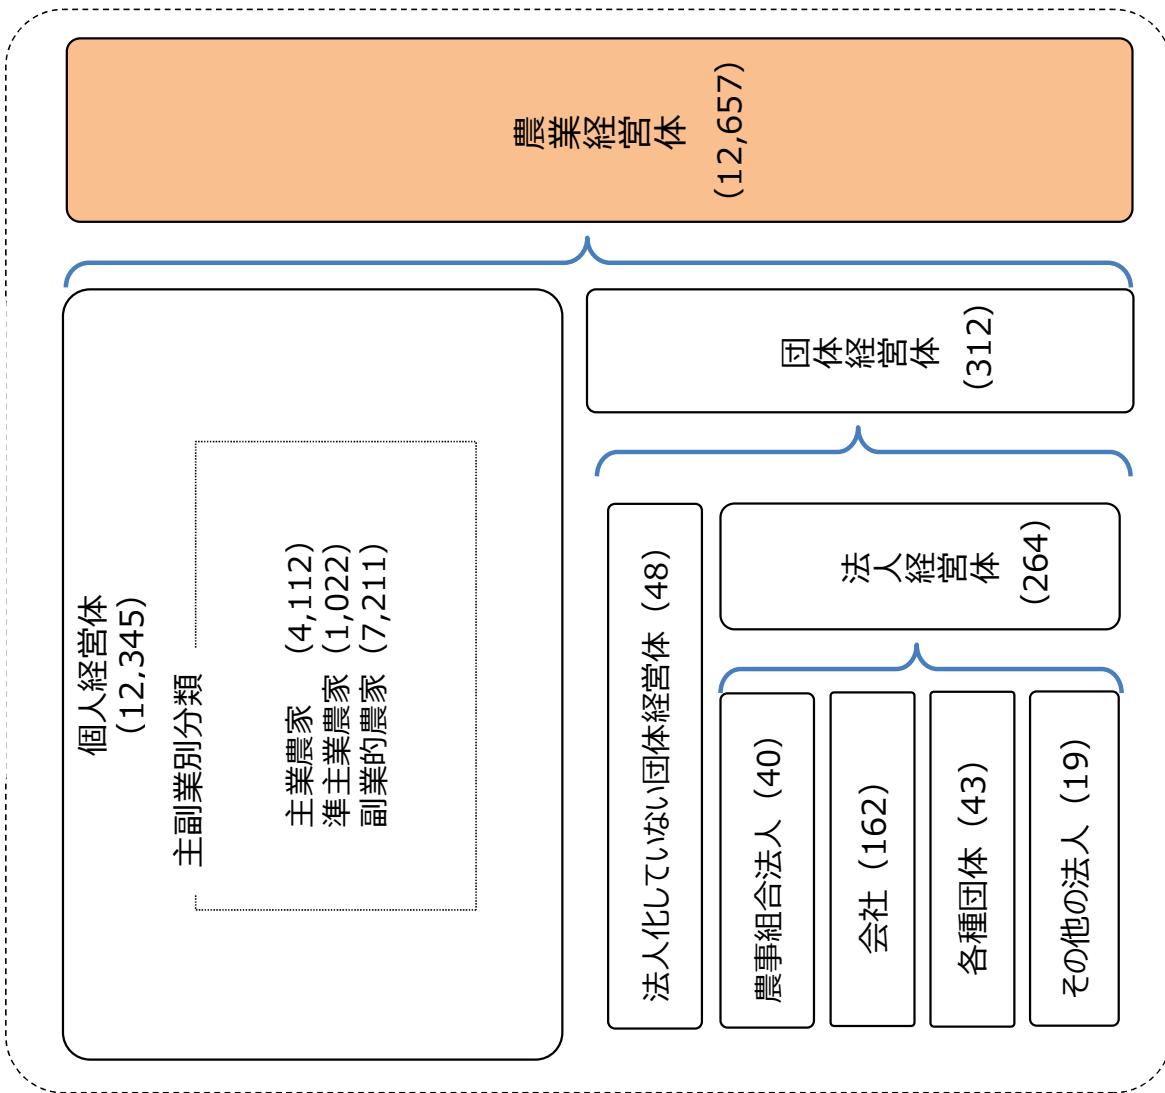 農業経営体
(12,657)
個人経営体
(12,345)
主副業別分類
主業農家 (4,112)
準主業農家 (1,022)
副業的農家 (7,211)
団体経営体
(312)
法人化していない団体経営体 (48)
法人経営体
(264)
農事組合法人 (40)
会社 (162)
各種団体 (43)
その他の法人 (19)